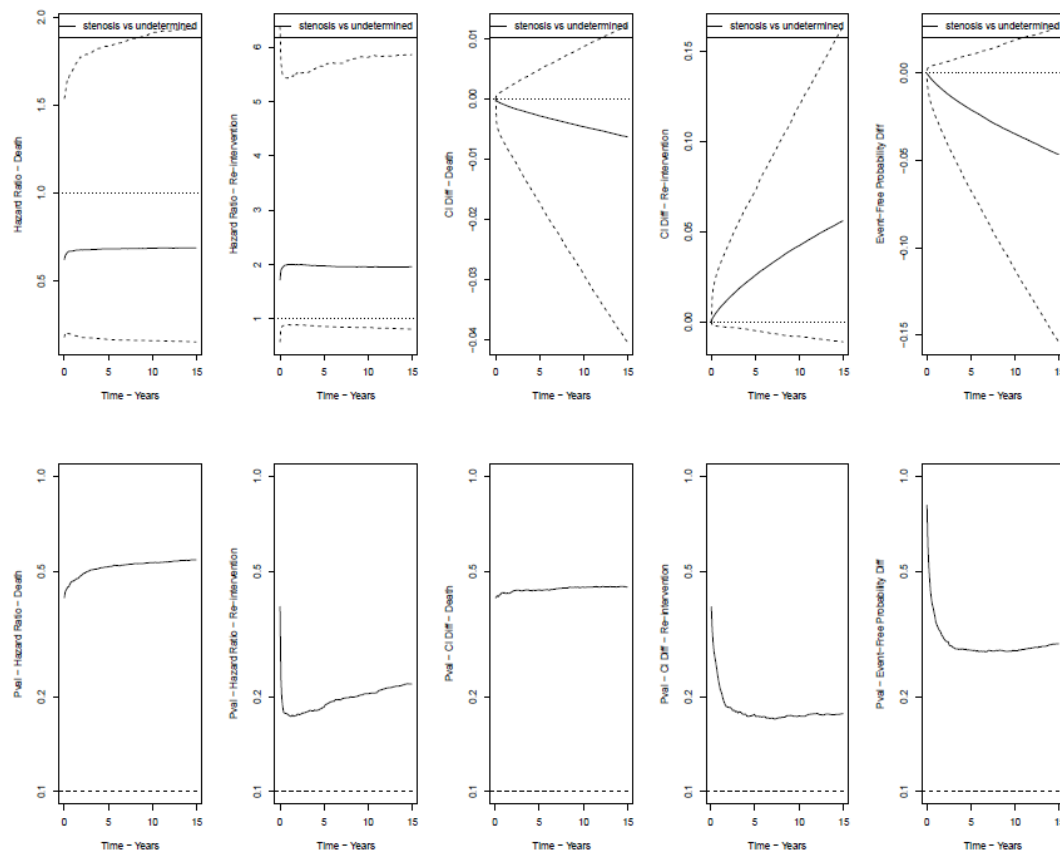 stenosis vs undetermined
Hazard Ratio - Death
2.0
1.5
1.0
0.5
0 5 10 15
Time - Years
stenosis vs undetermined
Hazard Ratio - Re-intervention
6
5
4
3
2
1
0 5 10 15
Time - Years
stenosis vs undetermined
CI Diff - Death
0.01
0.00
-0.01
-0.02
-0.03
-0.04
0 5 10 15
Time - Years
stenosis vs undetermined
CI Diff - Re-intervention
0.15
0.10
0.05
0.00
0 5 10 15
Time - Years
stenosis vs undetermined
Event-Free Probability Diff
0.00
-0.05
-0.10
-0.15
0 5 10 15
Time - Years
Pval - Hazard Ratio - Death
1.0
0.5
0.2
0.1
0 5 10 15
Time - Years
Pval - Hazard Ratio - Re-intervention
1.0
0.5
0.2
0.1
0 5 10 15
Time - Years
Pval - CI Diff - Death
1.0
0.5
0.2
0.1
0 5 10 15
Time - Years
Pval - CI Diff - Re-intervention
1.0
0.5
0.2
0.1
0 5 10 15
Time - Years
Pval - Event-Free Probability Diff
1.0
0.5
0.2
0.1
0 5 10 15
Time - Years